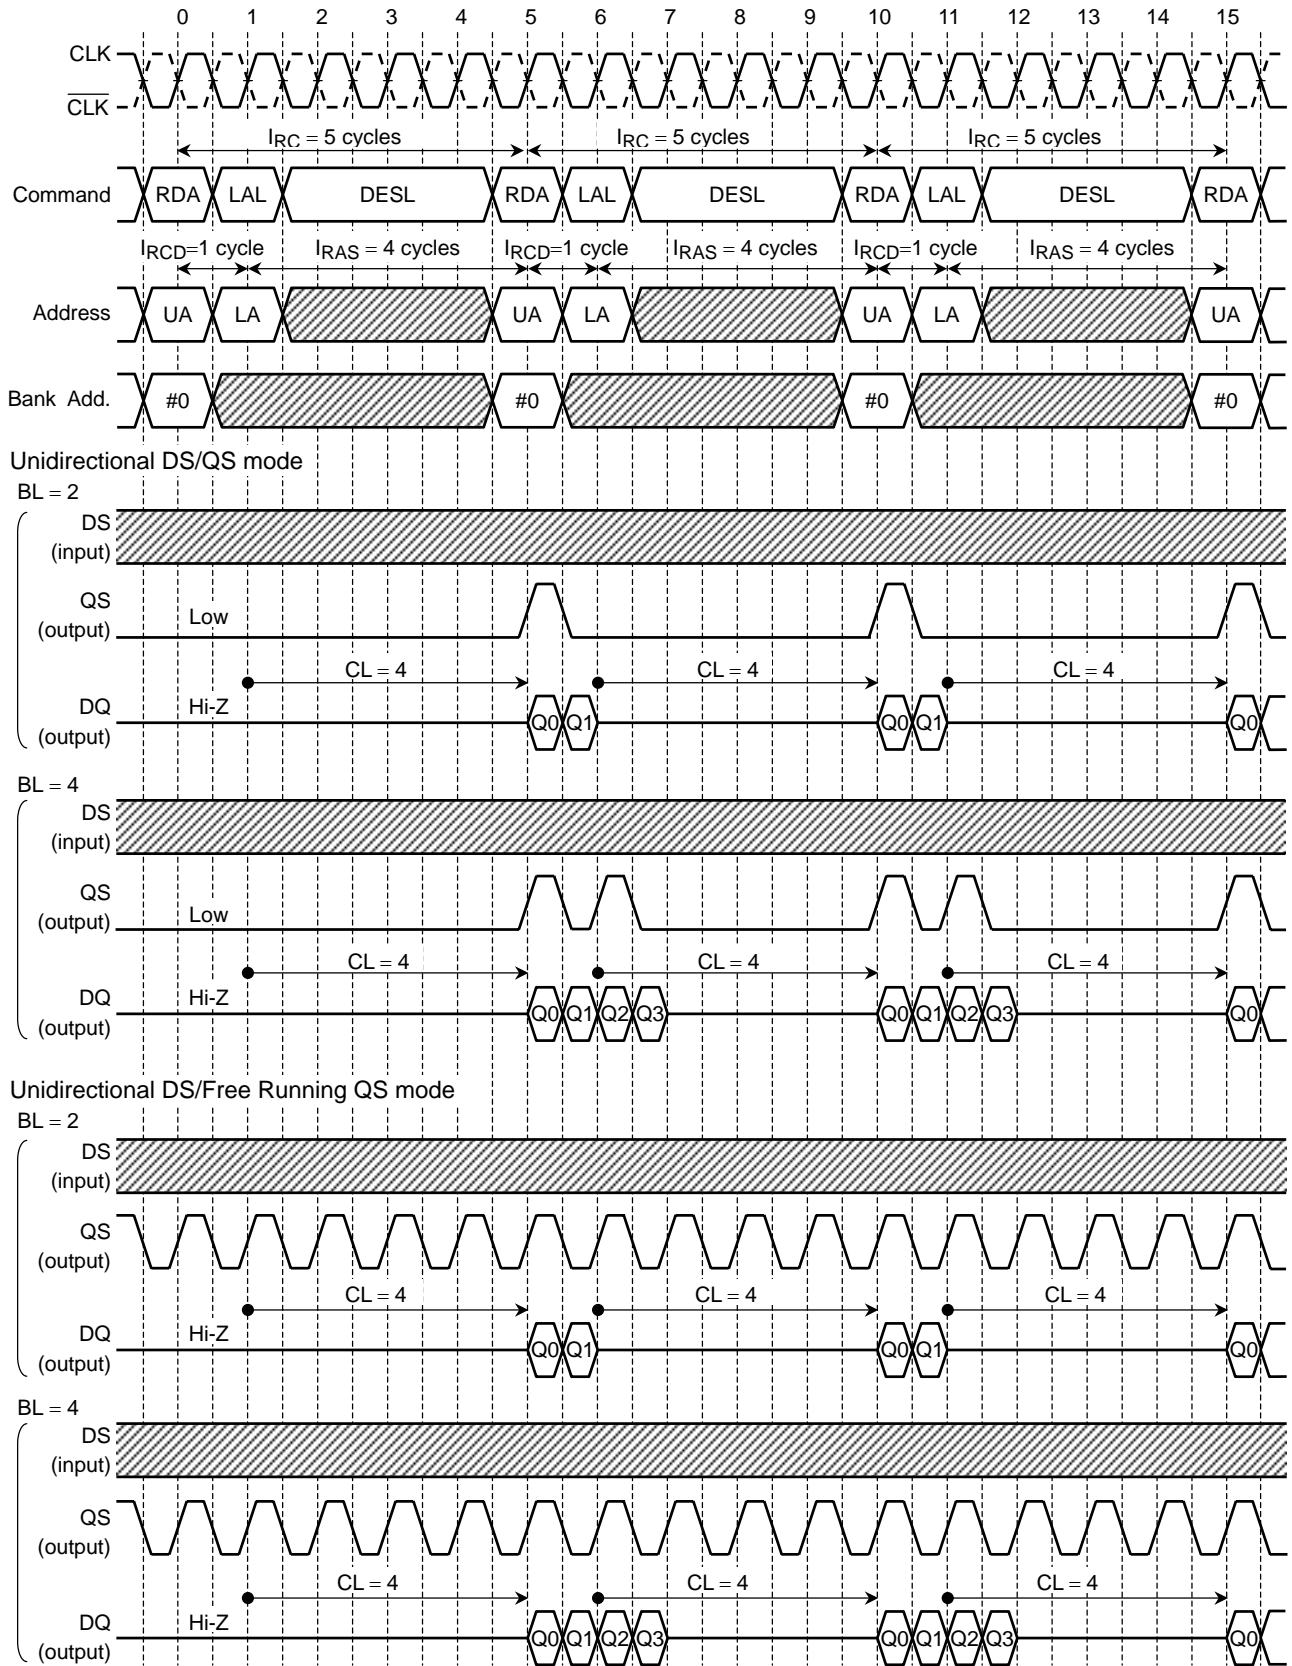 0 1 2 3 4 5 6 7 8 9 10 11 12 13 14 15
CLK
CLK
IRC = 5 cycles IRC = 5 cycles IRC = 5 cycles
Command RDA LAL DESL RDA LAL DESL RDA LAL DESL RDA
IRCD=1 cycle IRAS = 4 cycles IRCD=1 cycle IRAS = 4 cycles IRCD=1 cycle IRAS = 4 cycles
Address UA LA UA LA UA LA UA
Bank Add. #0 #0 #0 #0
Unidirectional DS/QS mode
BL = 2
DS
(input)
QS
(output) Low
CL = 4 CL = 4 CL = 4
DQ Hi-Z
(output) Q0 Q1 Q0 Q1 Q0
BL = 4
DS
(input)
QS
(output) Low
CL = 4 CL = 4 CL = 4
DQ Hi-Z
(output) Q0 Q1 Q2 Q3 Q0 Q1 Q2 Q3 Q0
Unidirectional DS/Free Running QS mode
BL = 2
DS
(input)
QS
(output)
CL = 4 CL = 4 CL = 4
DQ Hi-Z
(output) Q0 Q1 Q0 Q1 Q0
BL = 4
DS
(input)
QS
(output)
CL = 4 CL = 4 CL = 4
DQ Hi-Z
(output) Q0 Q1 Q2 Q3 Q0 Q1 Q2 Q3 Q0